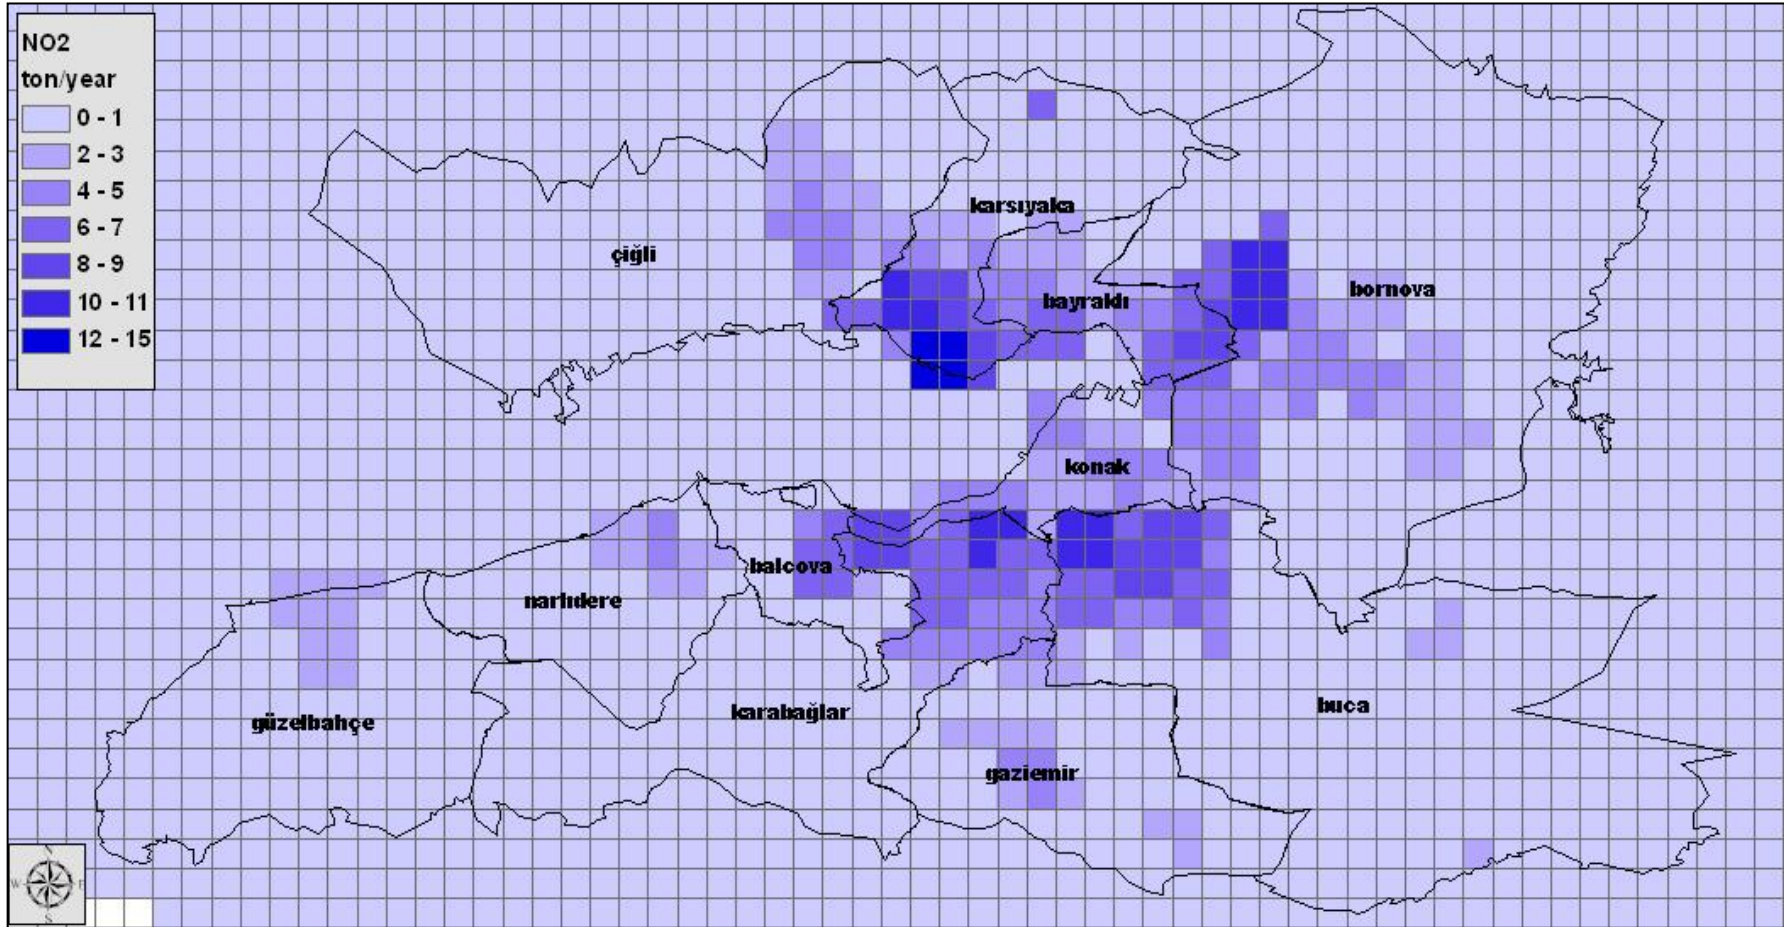 NO2
ton/year
0 - 1
2 - 3
4 - 5
6 - 7
8 - 9
10 - 11
12 - 15
karsıyaka
çiğli
bornova
bayraklı
konak
balcova
narlıdere
buca
karabağlar
güzelbahçe
gaziemir
N
W E
S